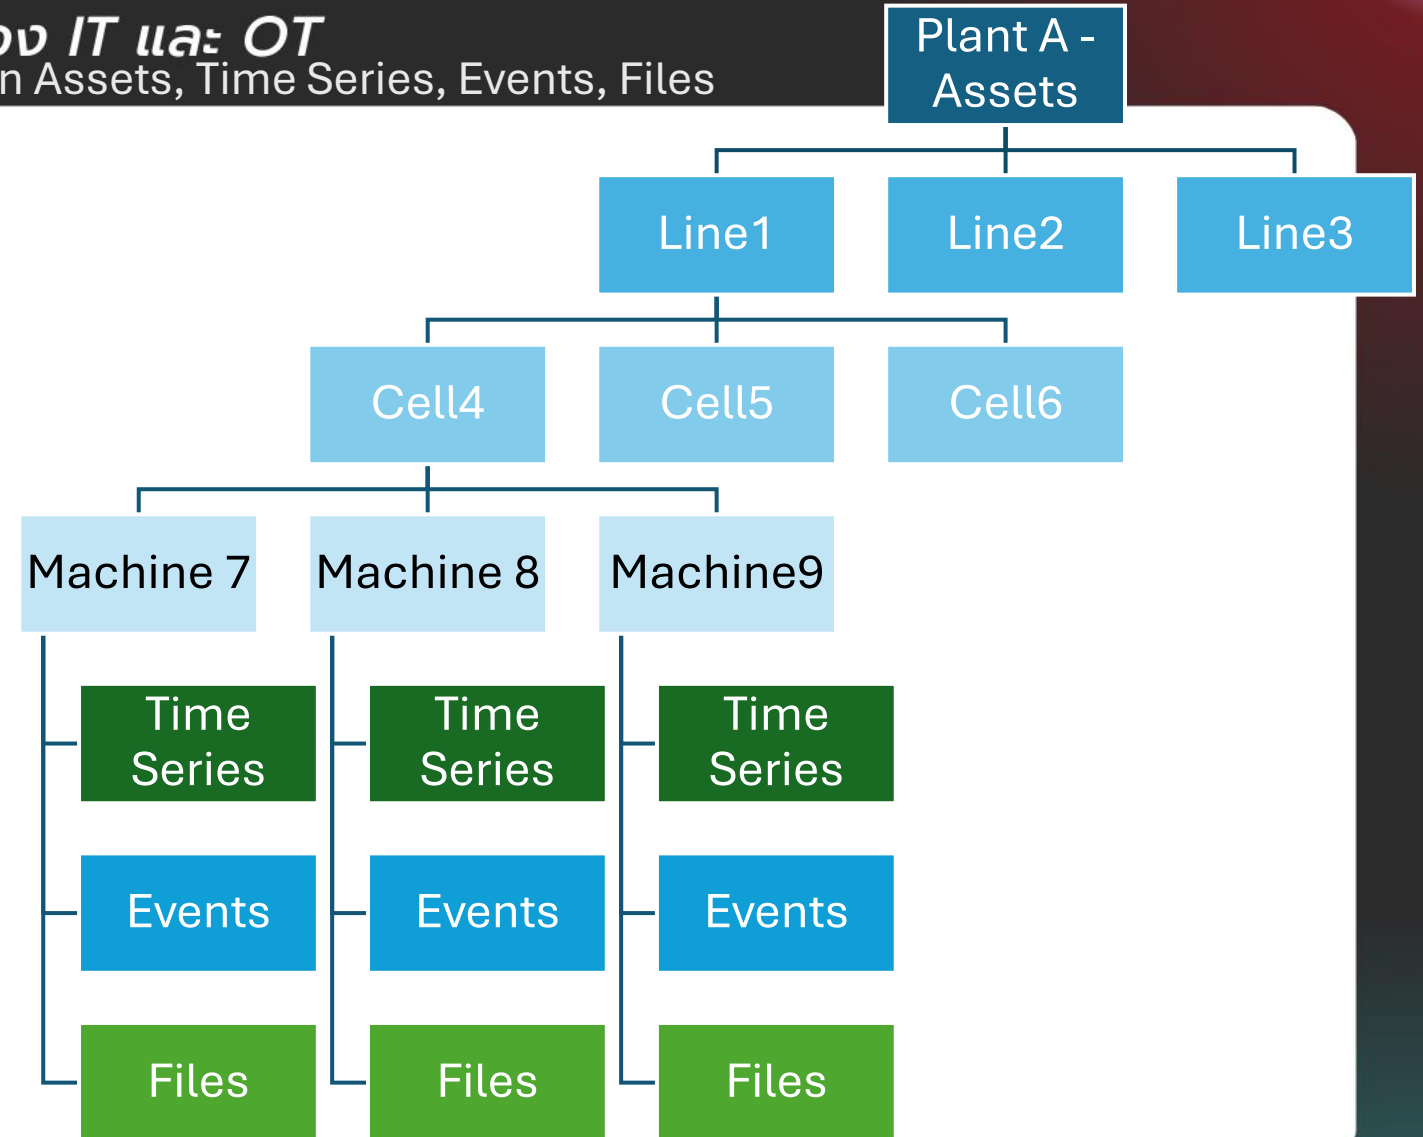 IT และ OT
Assets, Time Series, Events, Files
Plant A -
Assets
Line1
Line2
Line3
Cell4
Cell5
Cell6
Machine 7
Machine 8
Machine9
Time
Series
Time
Series
Time
Series
Events
Events
Events
Files
Files
Files